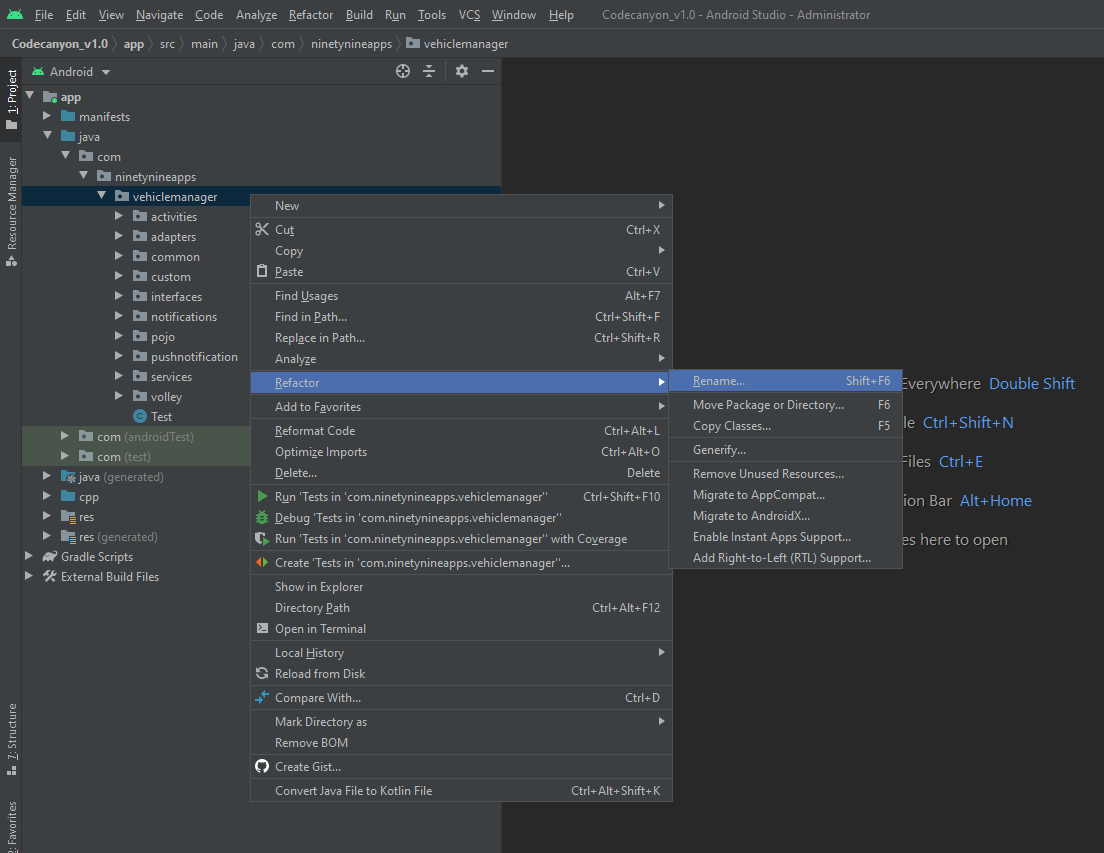 File Edit View Navigate Code Analyze Refactor Build Run Tools VCS Window Help Codecanyon_v1.0 - Android Studio - Administrator
Codecanyon_v1.0 app src main java com ninetynineapps vehiclemanager
1: Project
Resource Manager
7: Structure
2: Favorites
Android
app
manifests
java
com
ninetynineapps
vehiclemanager
activities
adapters
common
custom
interfaces
notifications
pojo
pushnotification
services
volley
C Test
com (androidTest)
com (test)
java (generated)
cpp
res
res (generated)
Gradle Scripts
External Build Files
New
Cut Ctrl+X
Copy
Paste Ctrl+V
Find Usages Alt+F7
Find in Path... Ctrl+Shift+F
Replace in Path... Ctrl+Shift+R
Analyze
Refactor
Add to Favorites
Reformat Code Ctrl+Alt+L
Optimize Imports Ctrl+Alt+O
Delete... Delete
Run 'Tests in 'com.ninetynineapps.vehiclemanager'' Ctrl+Shift+F10
Debug 'Tests in 'com.ninetynineapps.vehiclemanager''
Run 'Tests in 'com.ninetynineapps.vehiclemanager'' with Coverage
Create 'Tests in 'com.ninetynineapps.vehiclemanager''...
Show in Explorer
Directory Path Ctrl+Alt+F12
Open in Terminal
Local History
Reload from Disk
Compare With... Ctrl+D
Mark Directory as
Remove BOM
Create Gist...
Convert Java File to Kotlin File Ctrl+Alt+Shift+K
Rename... Shift+F6
Move Package or Directory... F6
Copy Classes... F5
Generify...
Remove Unused Resources...
Migrate to AppCompat...
Migrate to AndroidX...
Enable Instant Apps Support...
Add Right-to-Left (RTL) Support...
Everywhere Double Shift
le Ctrl+Shift+N
Files Ctrl+E
ion Bar Alt+Home
es here to open